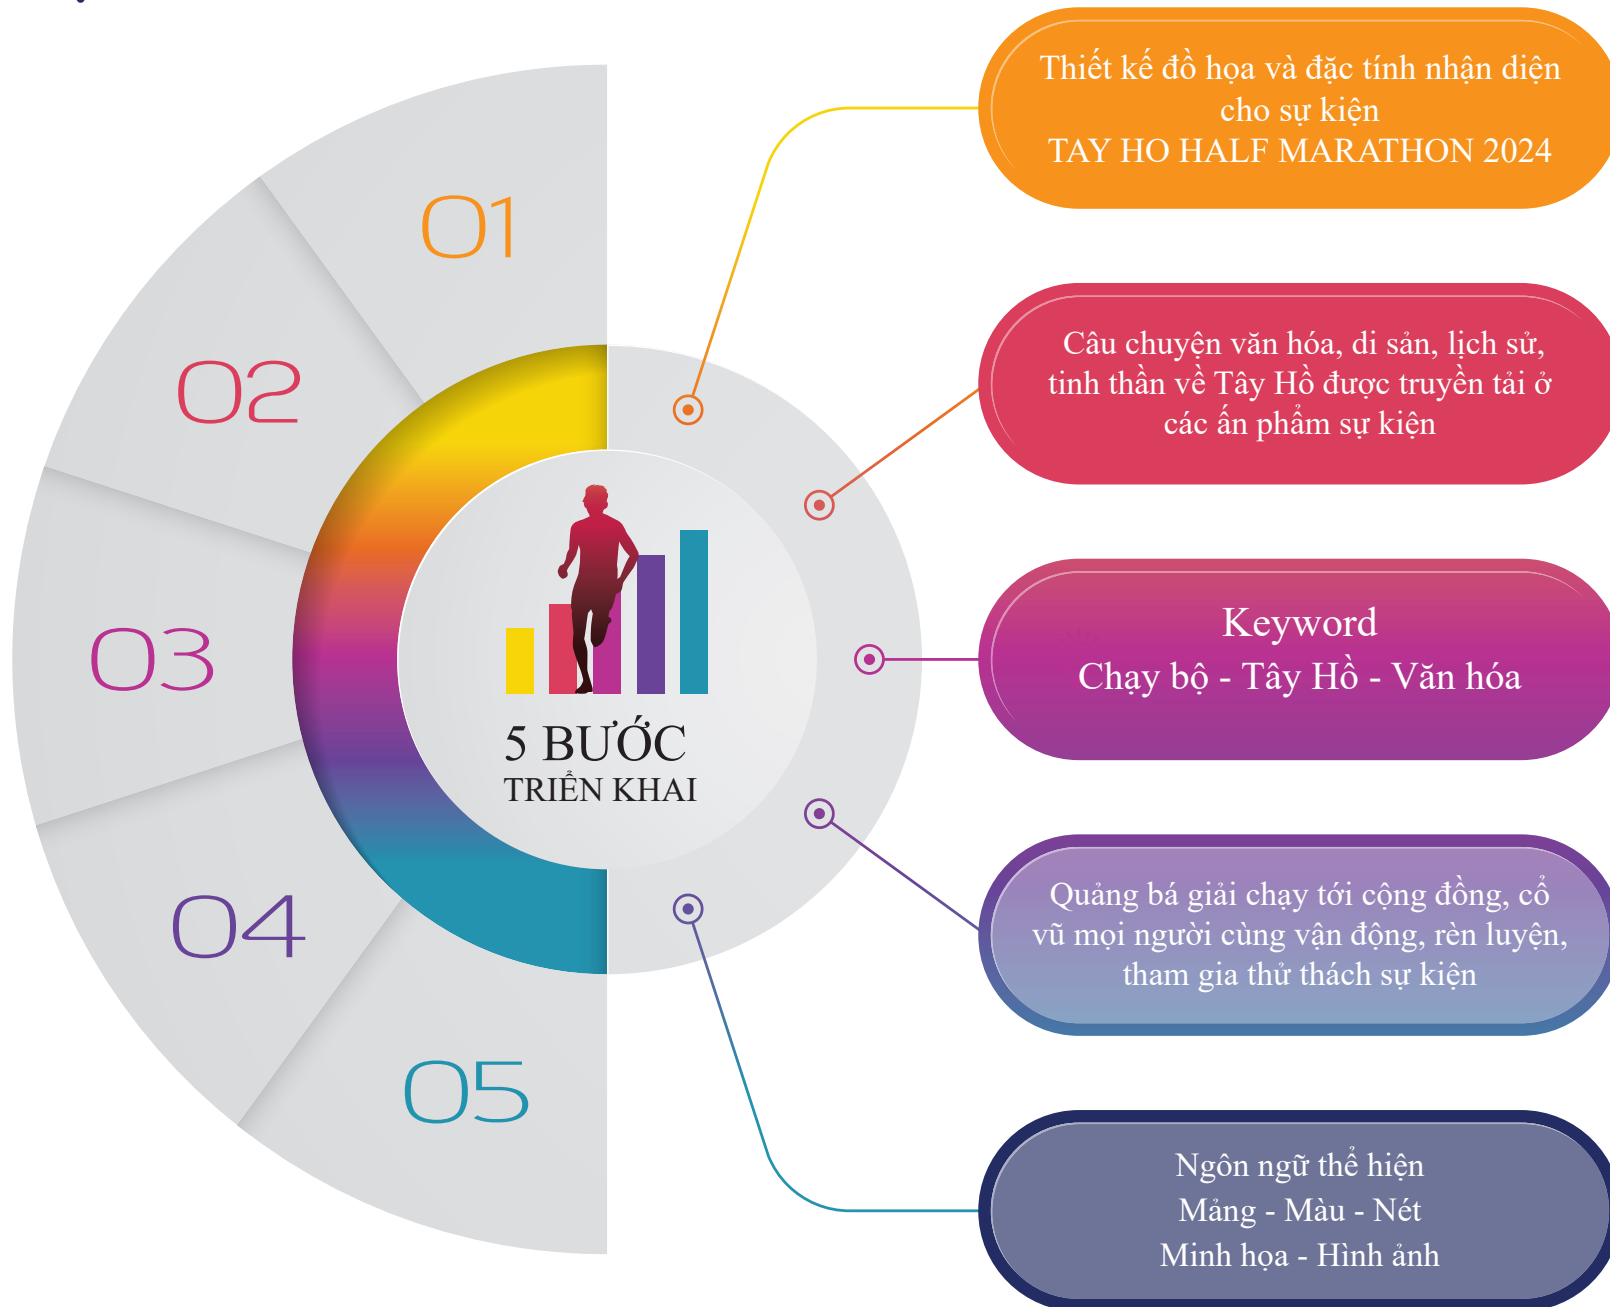 01
02
03
04
05
5 BƯỚC
TRIỂN KHAI
Thiết kế đồ họa và đặc tính nhận diện
cho sự kiện
TAY HO HALF MARATHON 2024
Câu chuyện văn hóa, di sản, lịch sử,
tinh thần về Tây Hồ được truyền tải ở
các ấn phẩm sự kiện
Keyword
Chạy bộ - Tây Hồ - Văn hóa
Quảng bá giải chạy tới cộng đồng, cổ
vũ mọi người cùng vận động, rèn luyện,
tham gia thử thách sự kiện
Ngôn ngữ thể hiện
Mảng - Màu - Nét
Minh họa - Hình ảnh